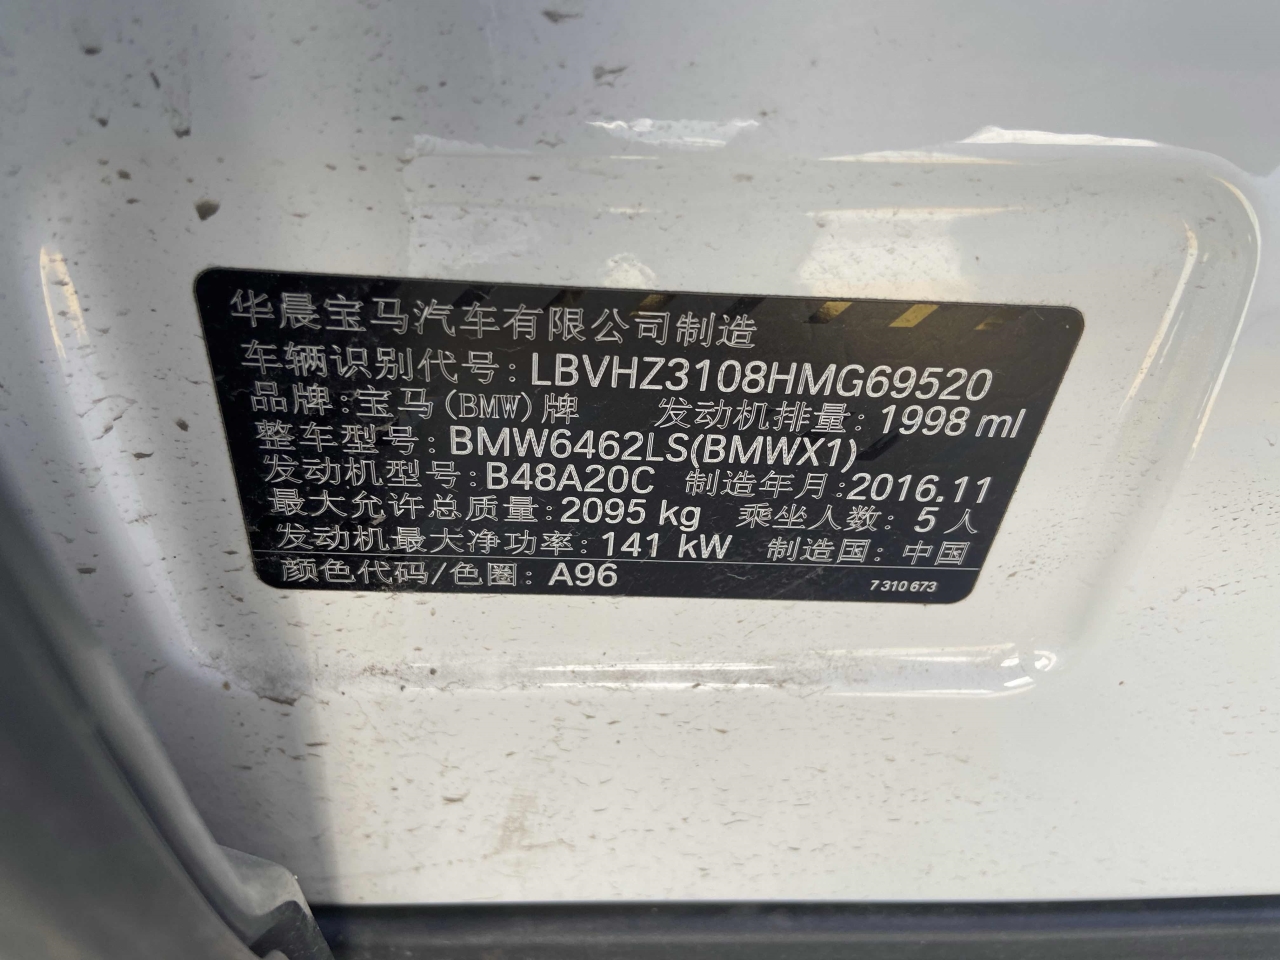 华晨宝马汽车有限公司制造
车辆识别代号: LBVHZ3108HMG69520
品牌: 宝马(BMW)牌 发动机排量: 1998 ml
整车型号: BMW6462LS(BMWX1)
发动机型号: B48A20C 制造年月: 2016.11
最大允许总质量: 2095 kg 乘坐人数: 5人
发动机最大净功率: 141 kW 制造国: 中国
颜色代码/色圈: A96 7 310 673